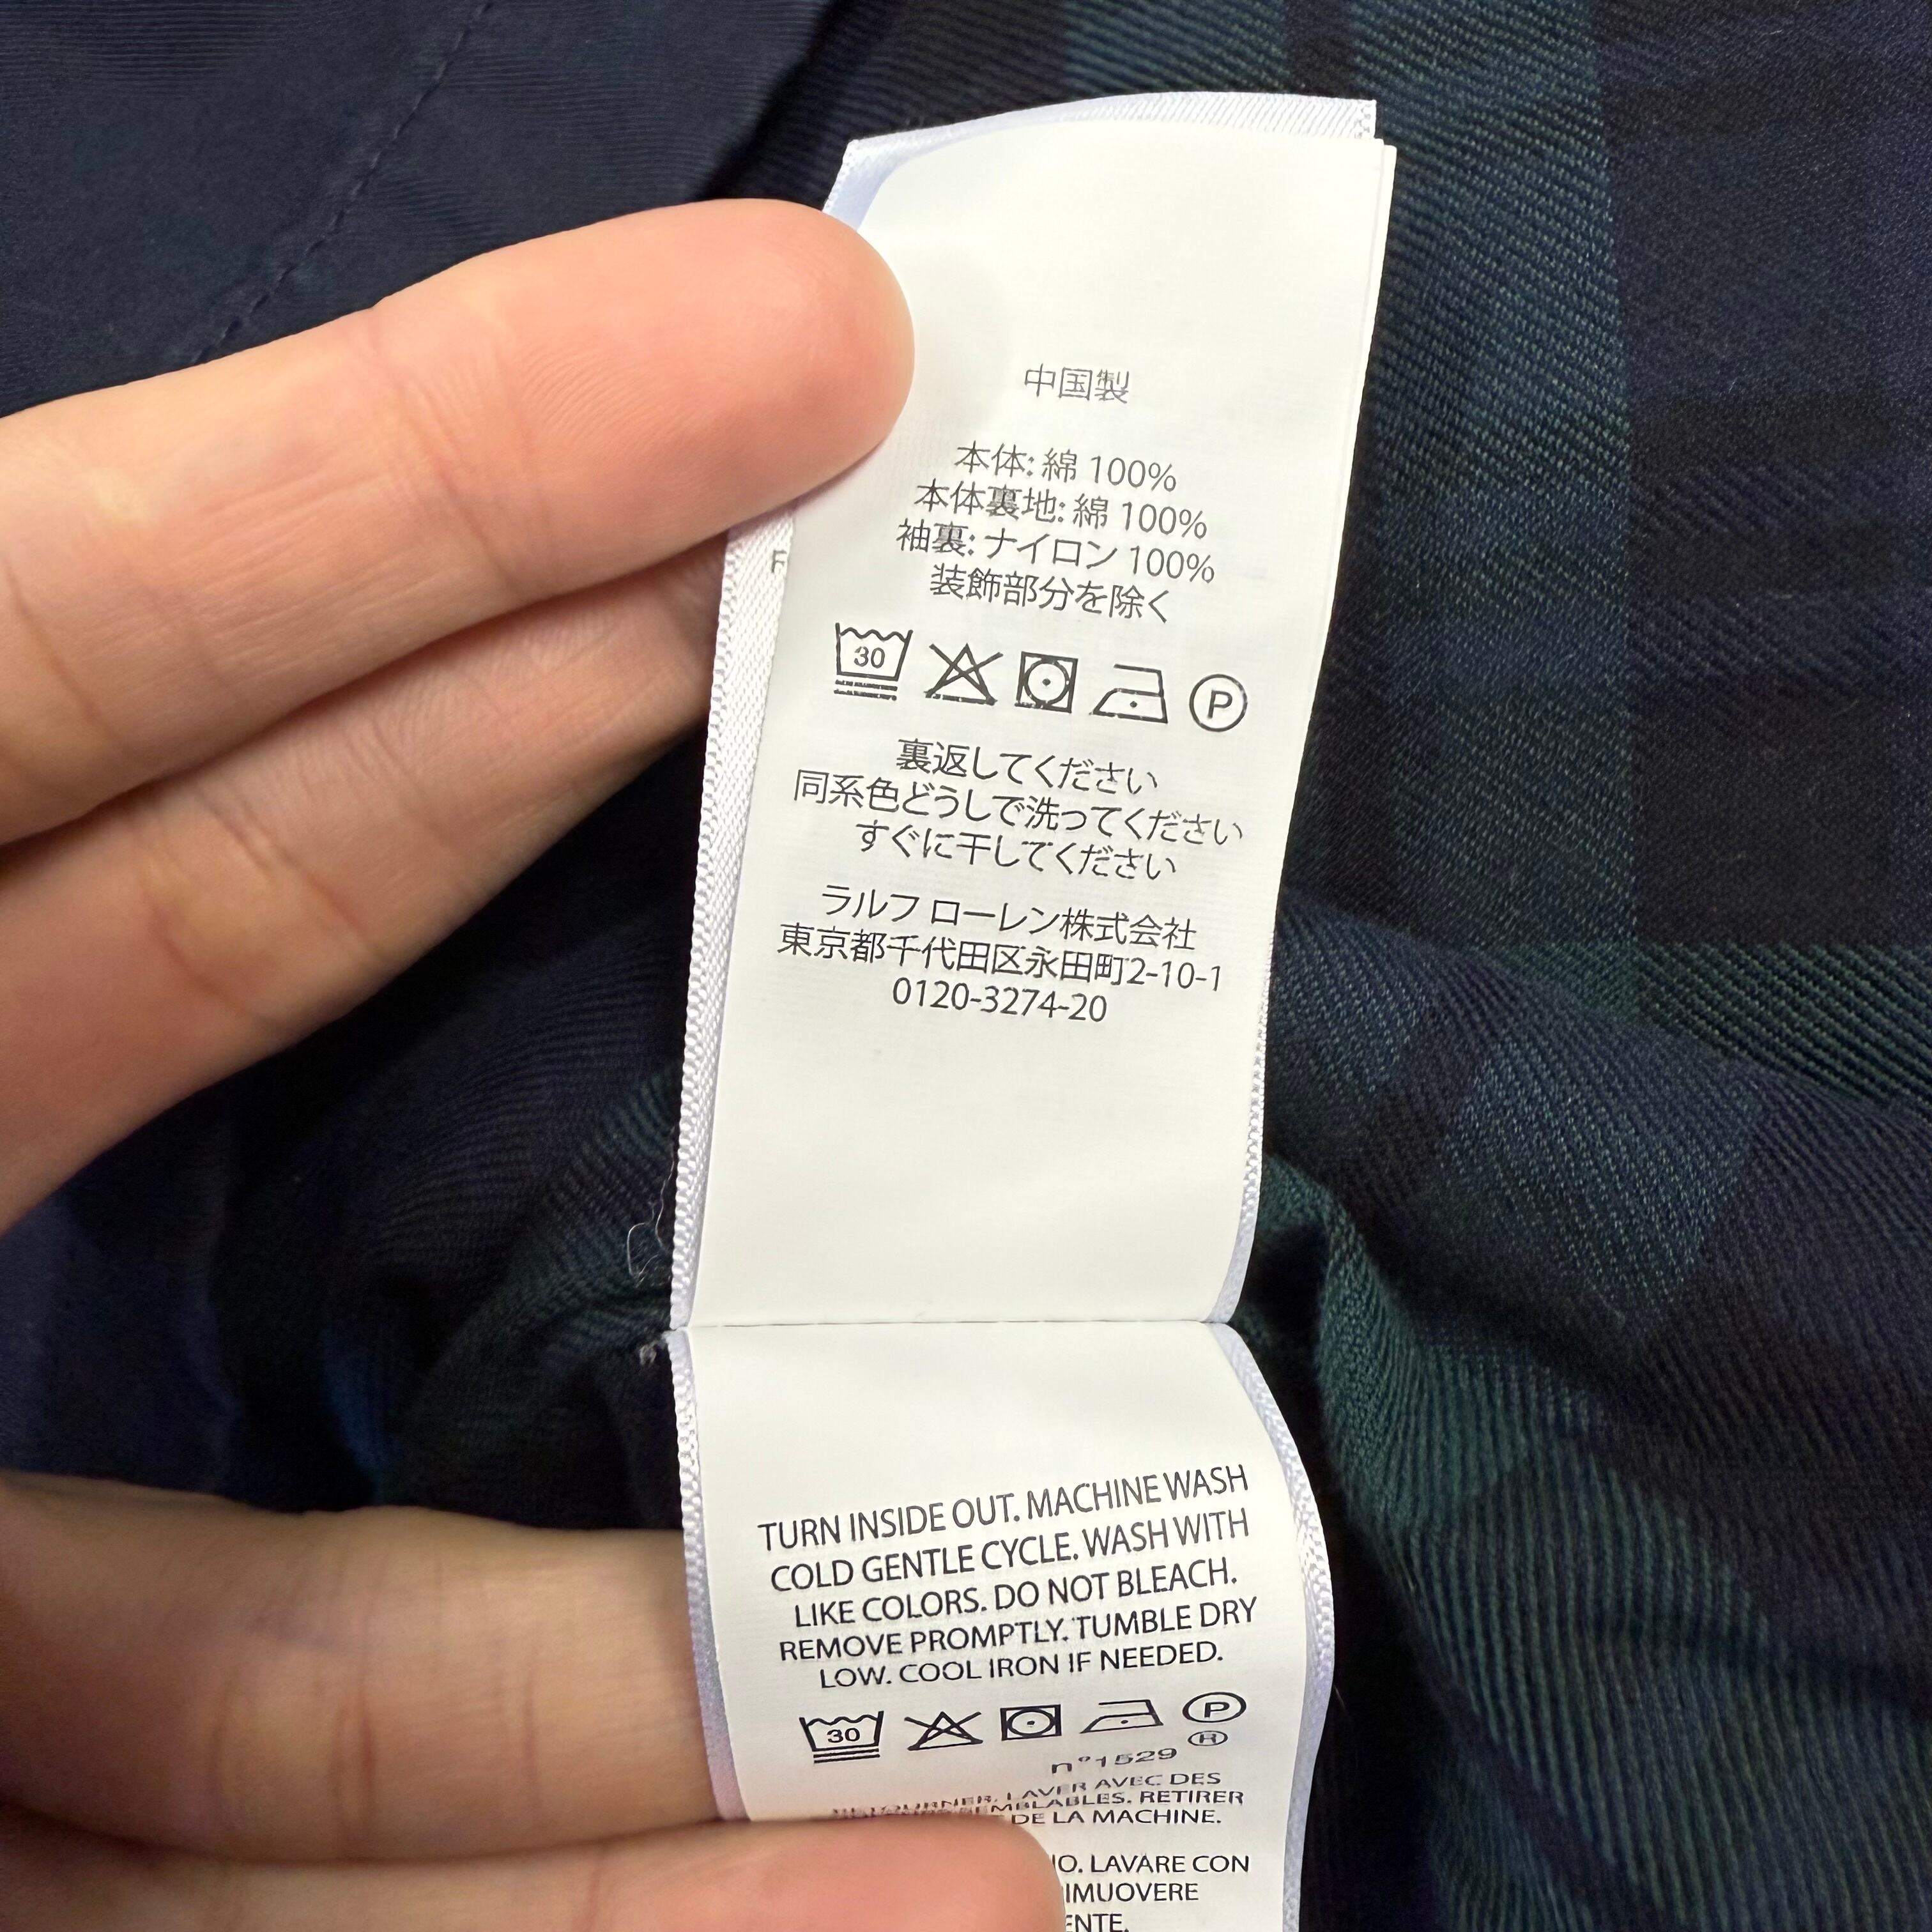 中国製
本体: 綿 100%
本体裏地: 綿 100%
袖裏: ナイロン 100%
装飾部分を除く
30 P
裏返してください
同系色どうしで洗ってください
すぐに干してください
ラルフ ローレン株式会社
東京都千代田区永田町2-10-1
0120-3274-20
F
TURN INSIDE OUT. MACHINE WASH
COLD GENTLE CYCLE. WASH WITH
LIKE COLORS. DO NOT BLEACH.
REMOVE PROMPTLY. TUMBLE DRY
LOW. COOL IRON IF NEEDED.
30 P
n°1529
RETOURNER. LAVER AVEC DES
SEMBLABLES. RETIRER
DE LA MACHINE.
LAVARE CON